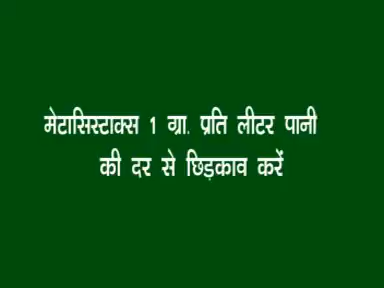 मेटासिस्टाक्स 1 ग्रा. प्रति लीटर पानी
की दर से छिड़काव करें